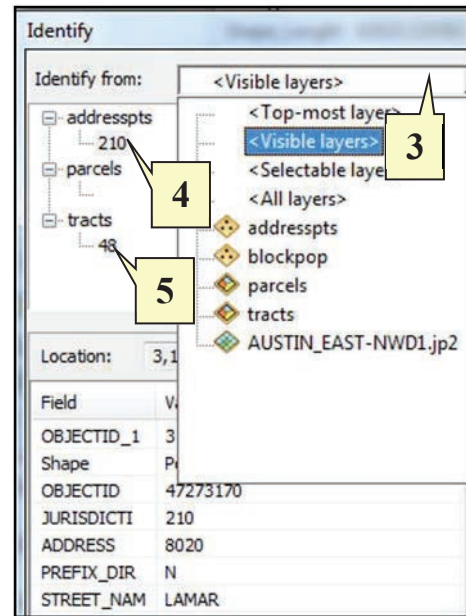 Identify
Identify from:
<Visible layers>
addresspts
210
parcels
tracts
48
<Top-most layer>
<Visible layers>
<Selectable laye
<All layers>
addresspts
blockpop
parcels
tracts
AUSTIN_EAST-NWD1.jp2
3
4
5
Location: 3,1
Field
OBJECTID_1 3
Shape
OBJECTID 47273170
JURISDICTI 210
ADDRESS 8020
PREFIX_DIR N
STREET_NAM LAMAR